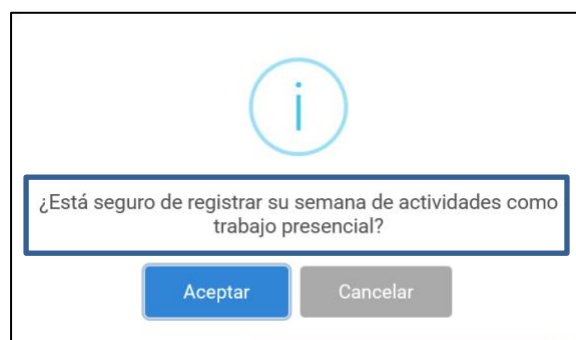 ¿Está seguro de registrar su semana de actividades como
trabajo presencial?
Aceptar
Cancelar